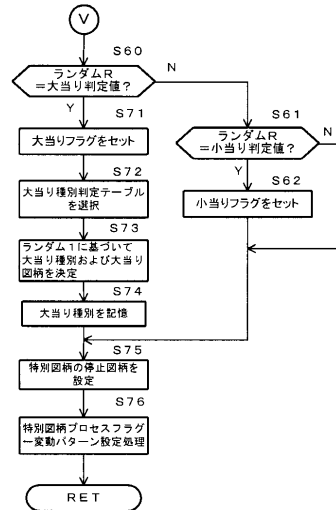 V
S60
ランダムR
=大当り判定値?
N
Y
S71
大当りフラグをセット
S72
大当り種別判定テーブル
を選択
S73
ランダム1に基づいて
大当り種別および大当り
図柄を決定
S74
大当り種別を記憶
S61
ランダムR
=小当り判定値?
N
Y
S62
小当りフラグをセット
S75
特別図柄の停止図柄を
設定
S76
特別図柄プロセスフラグ
←変動パターン設定処理
RET